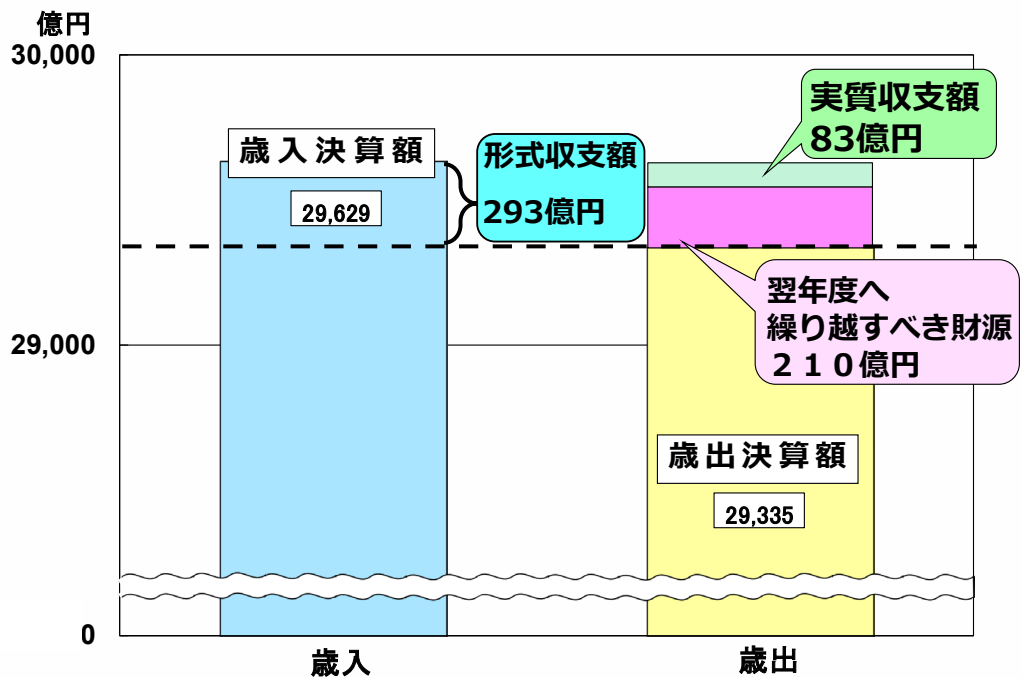 億円
30,000
29,000
0
歳入決算額
29,629
形式収支額
293億円
実質収支額
83億円
翌年度へ
繰り越すべき財源
２１０億円
歳出決算額
29,335
歳入
歳出